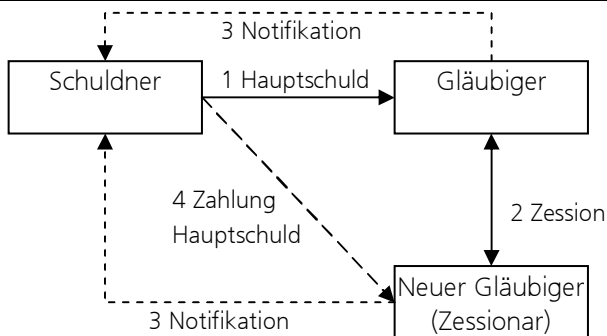 3 Notifikation
Schuldner
1 Hauptschuld
Gläubiger
4 Zahlung
Hauptschuld
2 Zession
Neuer Gläubiger
(Zessionar)
3 Notifikation